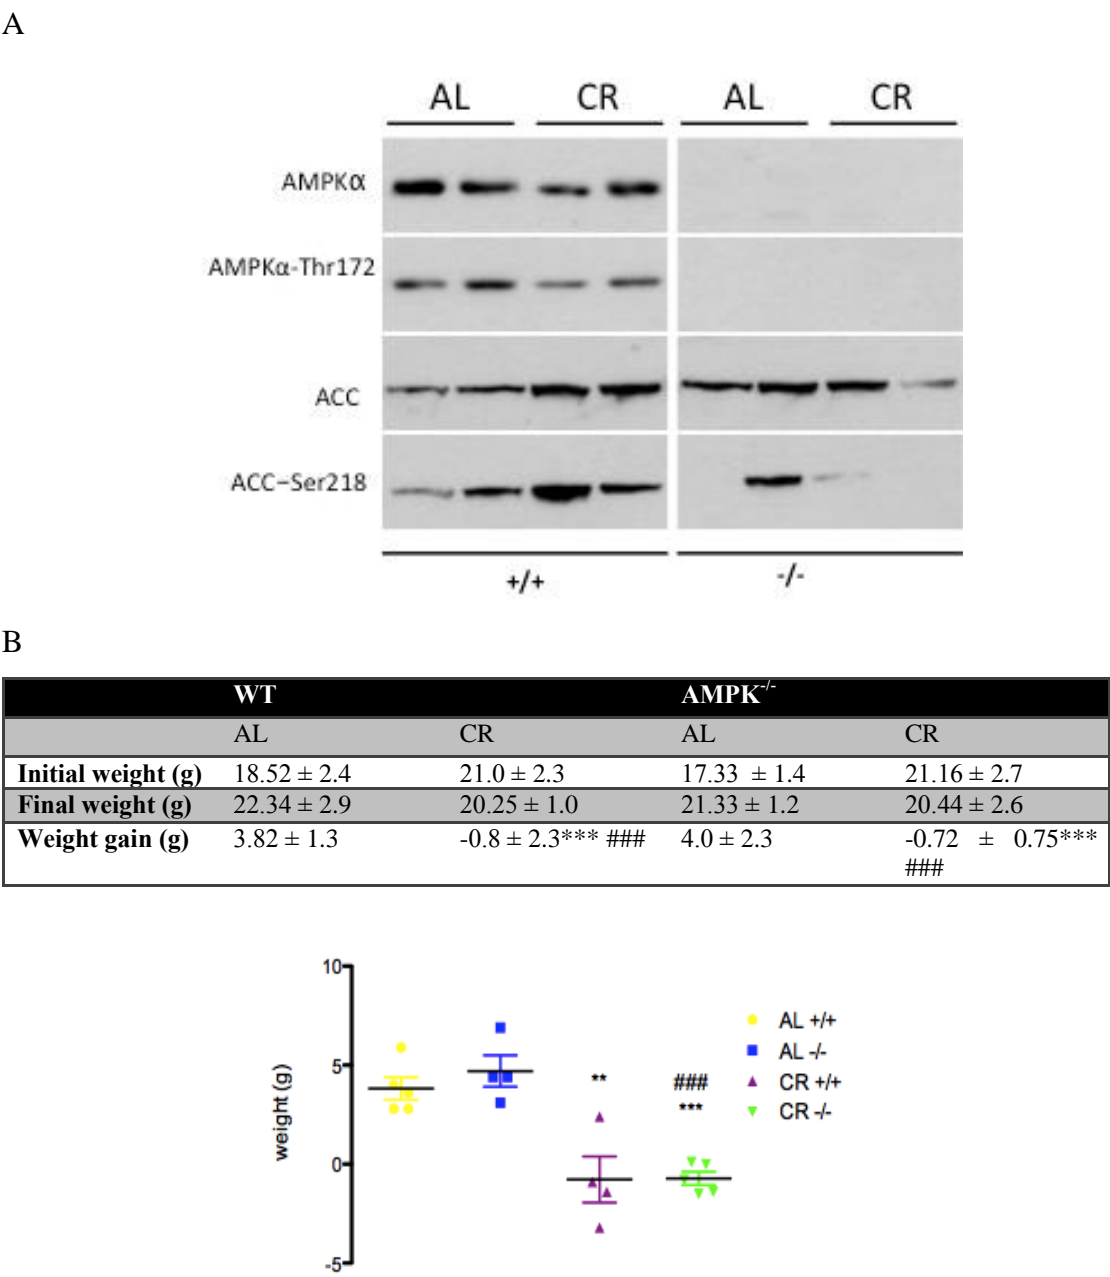 A
AL CR AL CR
AMPKα
AMPKα-Thr172
ACC
ACC–Ser218
+/+ -/-
B
WT AMPK-/-
AL CR AL CR
Initial weight (g) 18.52 ± 2.4 21.0 ± 2.3 17.33 ± 1.4 21.16 ± 2.7
Final weight (g) 22.34 ± 2.9 20.25 ± 1.0 21.33 ± 1.2 20.44 ± 2.6
Weight gain (g) 3.82 ± 1.3 -0.8 ± 2.3*** ### 4.0 ± 2.3 -0.72 ± 0.75***
###
10
5
0
-5
weight (g)
**
###
***
AL +/+
AL -/-
CR +/+
CR -/-